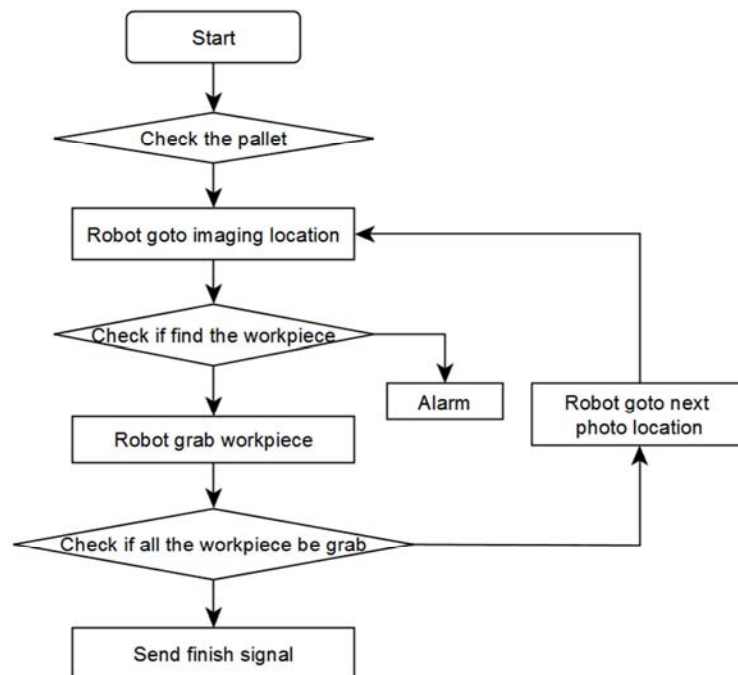 Start
Check the pallet
Robot goto imaging location
Check if find the workpiece
Alarm
Robot goto next
photo location
Robot grab workpiece
Check if all the workpiece be grab
Send finish signal